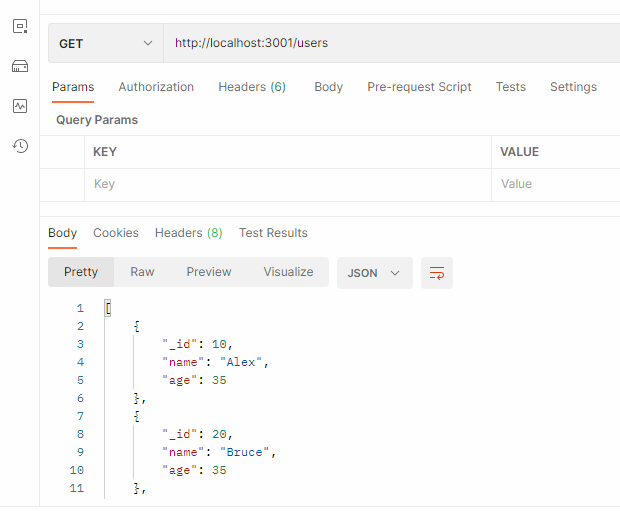 GET http://localhost:3001/users
Params Authorization Headers (6) Body Pre-request Script Tests Settings
Query Params
KEY VALUE
Key Value
Body Cookies Headers (8) Test Results
Pretty Raw Preview Visualize JSON
1 [
2 {
3 "_id": 10,
4 "name": "Alex",
5 "age": 35
6 },
7 {
8 "_id": 20,
9 "name": "Bruce",
10 "age": 35
11 },